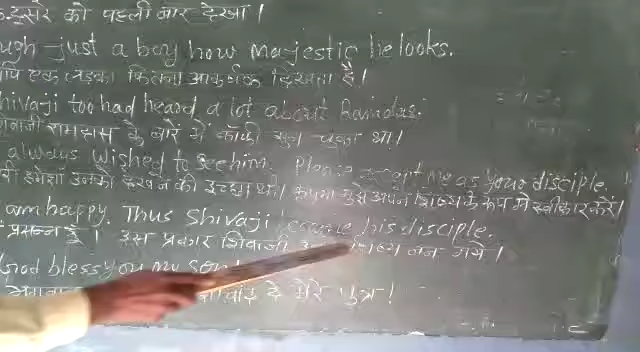 दूसरे को पहली बार देखा।
ugh just a boy how majestic he looks.
पि एक लड़का कितना आकर्षक दिखता है।
hivaji too had heard a lot about Ramdas.
शिवाजी रामदास के बारे में काफी सुन चुका था।
always wished to see him. Please accept me as your disciple.
हमेशा उनको देखने की इच्छा थी। कृपया मुझे अपने शिष्य के रूप में स्वीकार करें।
am happy. Thus Shivaji became his disciple.
प्रसन्न हूँ। इस प्रकार शिवाजी शिष्य बन गये।
God bless you my son!
दे मेरे पुत्र!